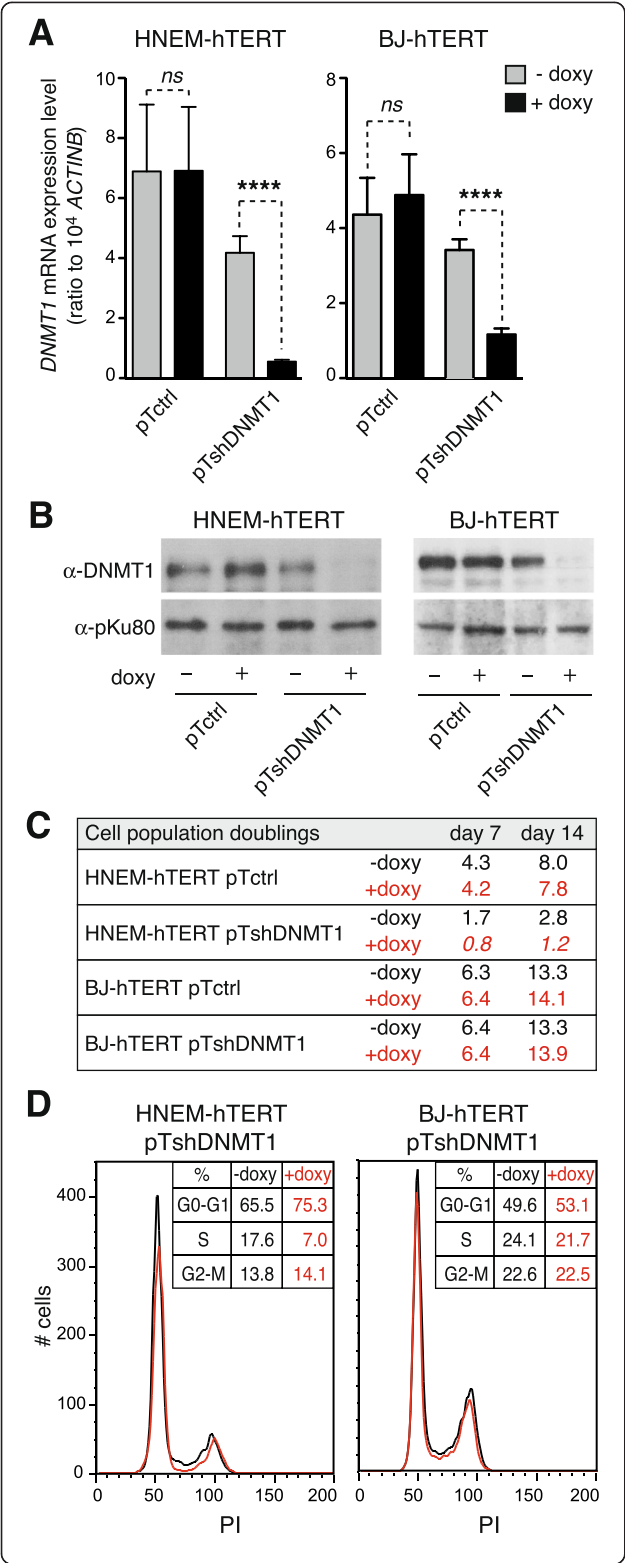 A
HNEM-hTERT BJ-hTERT
- doxy
+ doxy
DNMT1 mRNA expression level
(ratio to 10⁴ ACTINB)
10
8
6
4
2
0
ns
****
pTctrl
pTshDNMT1
8
6
4
2
0
ns
****
pTctrl
pTshDNMT1
B
HNEM-hTERT BJ-hTERT
α-DNMT1
α-pKu80
doxy − + − + − + − +
pTctrl pTshDNMT1 pTctrl pTshDNMT1
C
Cell population doublings day 7 day 14
HNEM-hTERT pTctrl
-doxy 4.3 8.0
+doxy 4.2 7.8
HNEM-hTERT pTshDNMT1
-doxy 1.7 2.8
+doxy 0.8 1.2
BJ-hTERT pTctrl
-doxy 6.3 13.3
+doxy 6.4 14.1
BJ-hTERT pTshDNMT1
-doxy 6.4 13.3
+doxy 6.4 13.9
D
HNEM-hTERT
pTshDNMT1
BJ-hTERT
pTshDNMT1
# cells
400
300
200
100
0
% -doxy +doxy
G0-G1 65.5 75.3
S 17.6 7.0
G2-M 13.8 14.1
0 50 100 150 200
PI
% -doxy +doxy
G0-G1 49.6 53.1
S 24.1 21.7
G2-M 22.6 22.5
0 50 100 150 200
PI